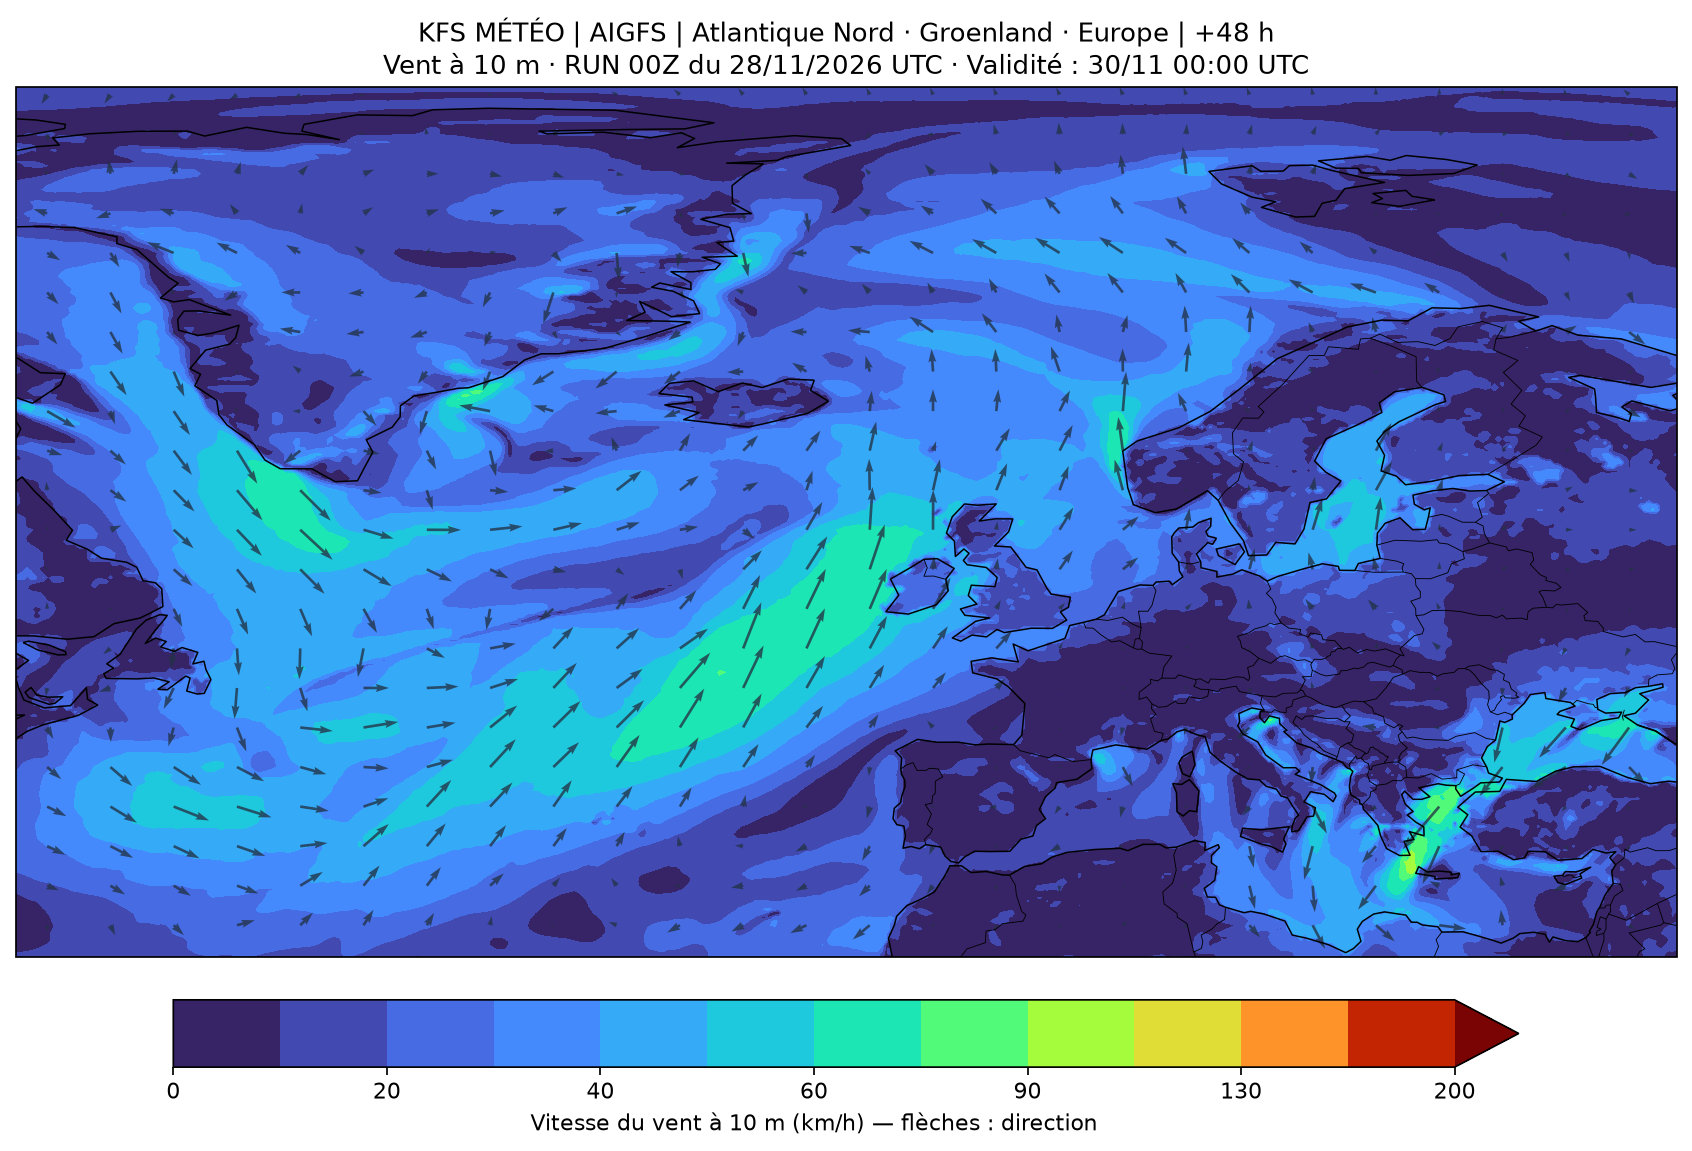 KFS MÉTÉO | AIGFS | Atlantique Nord · Groenland · Europe | +48 h
Vent à 10 m · RUN 00Z du 28/11/2026 UTC · Validité : 30/11 00:00 UTC
0 20 40 60 90 130 200
Vitesse du vent à 10 m (km/h) — flèches : direction